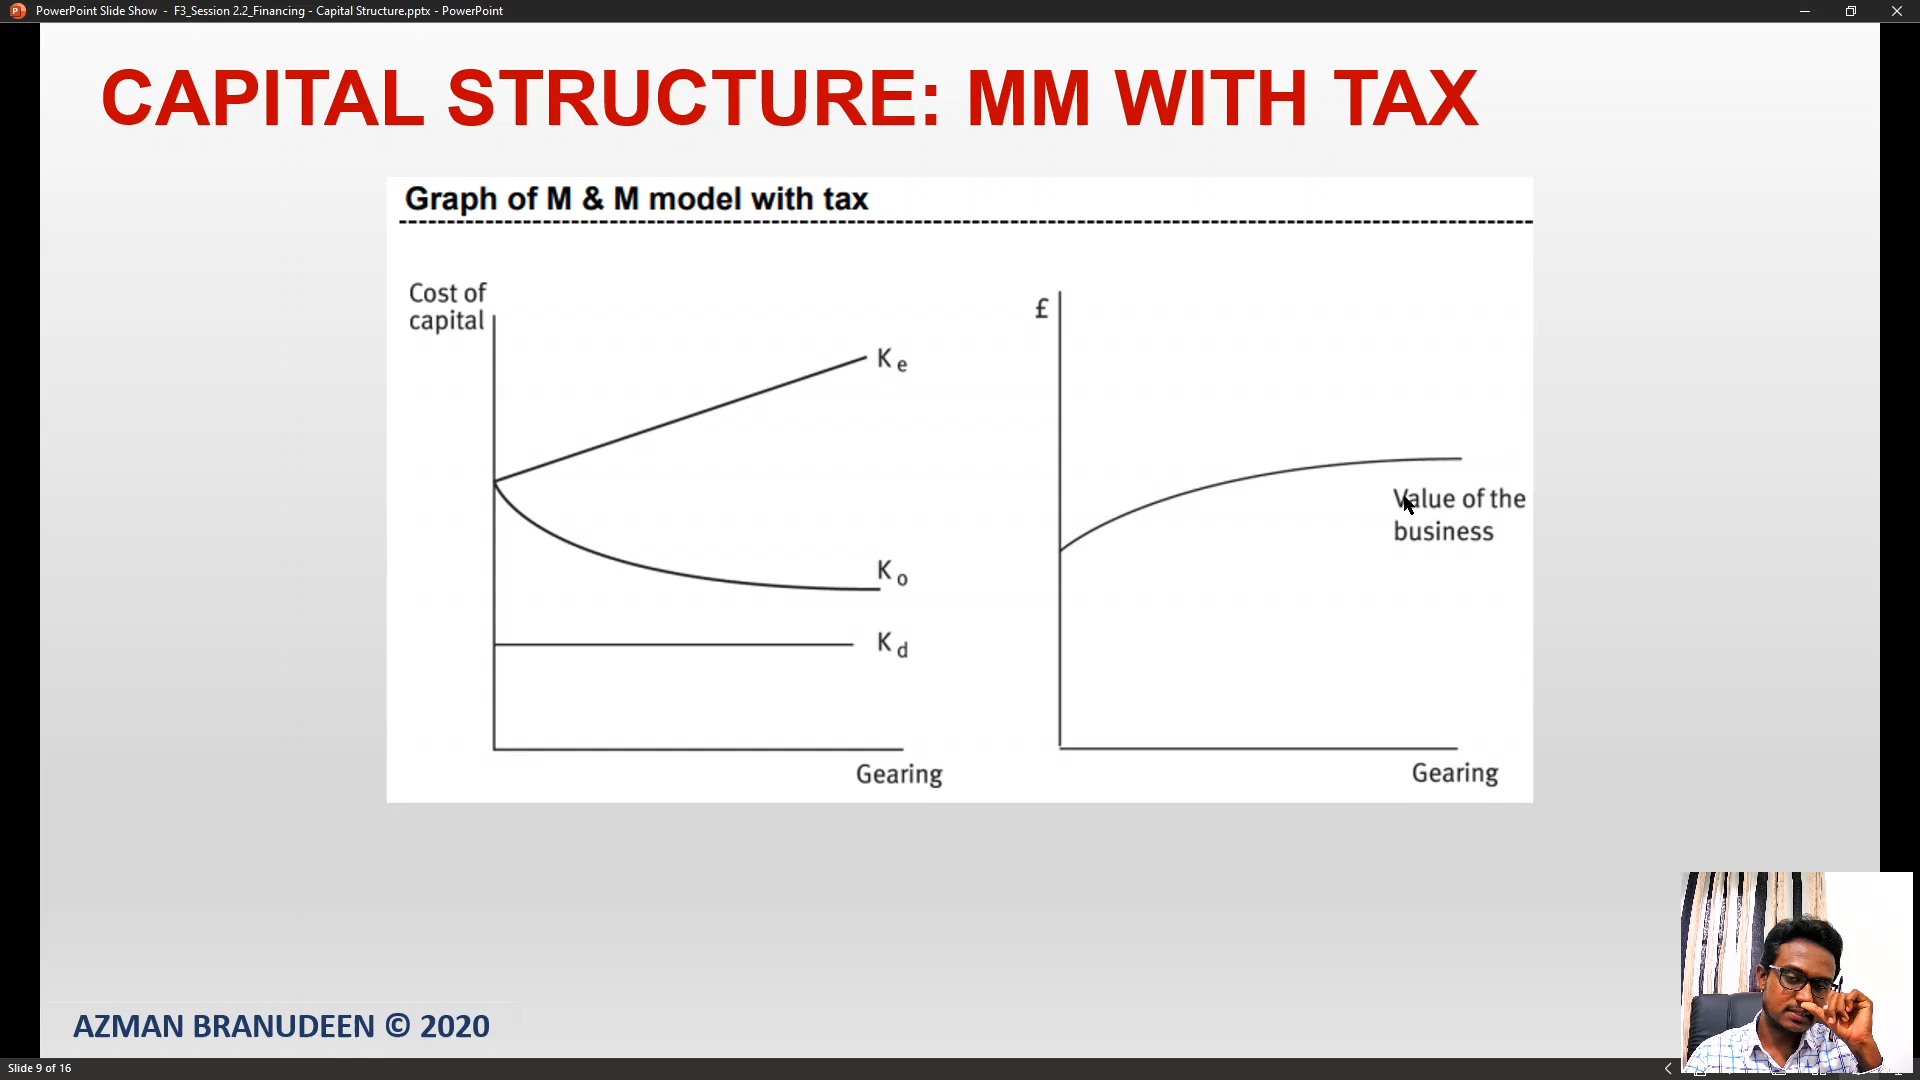 PowerPoint Slide Show - F3_Session 2.2_Financing - Capital Structure.pptx - PowerPoint
CAPITAL STRUCTURE: MM WITH TAX
Graph of M & M model with tax
Cost of
capital
K e
K o
K d
Gearing
£
Value of the
business
Gearing
AZMAN BRANUDEEN © 2020
Slide 9 of 16